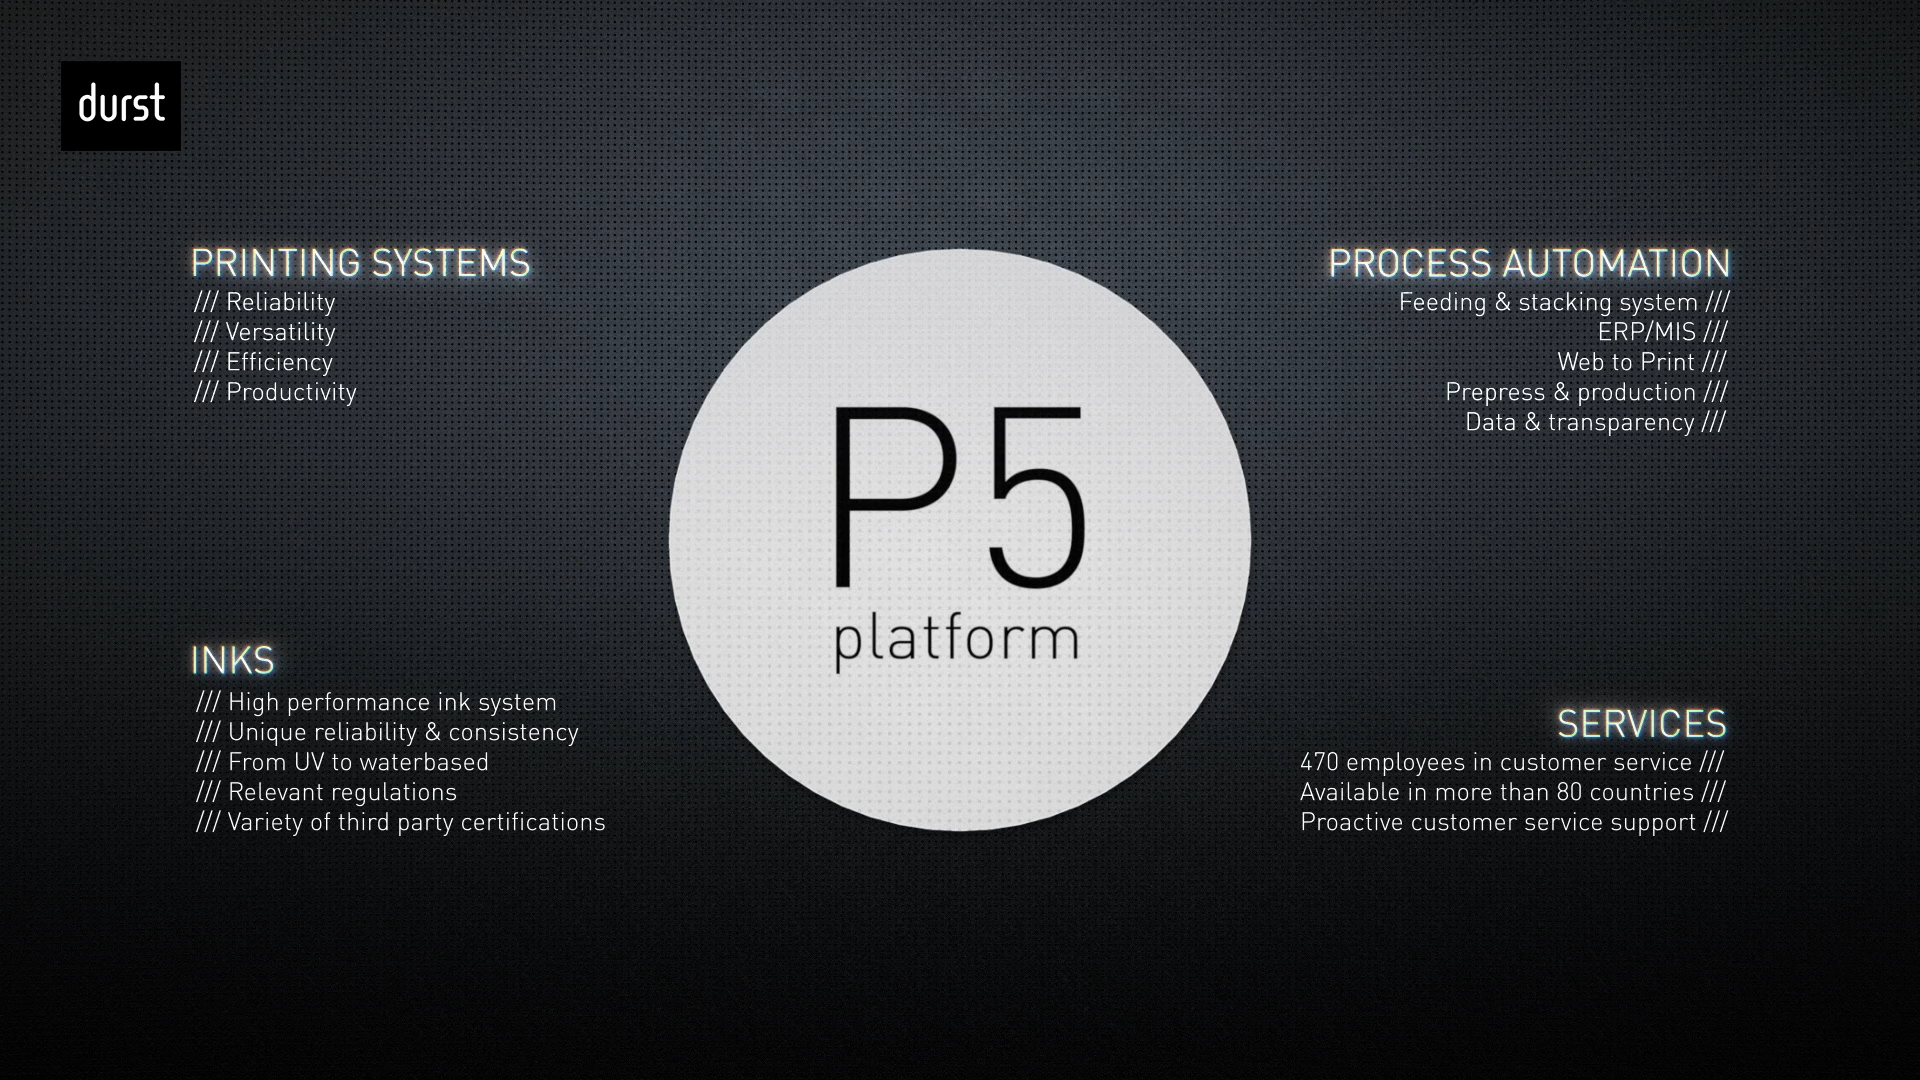 durst
PRINTING SYSTEMS
/// Reliability
/// Versatility
/// Efficiency
/// Productivity
PROCESS AUTOMATION
Feeding & stacking system ///
ERP/MIS ///
Web to Print ///
Prepress & production ///
Data & transparency ///
P5
platform
INKS
/// High performance ink system
/// Unique reliability & consistency
/// From UV to waterbased
/// Relevant regulations
/// Variety of third party certifications
SERVICES
470 employees in customer service ///
Available in more than 80 countries ///
Proactive customer service support ///